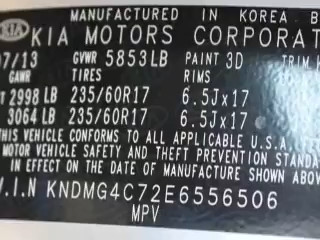 MANUFACTURED IN KOREA B
KIA KIA MOTORS CORPORAT
07/13 GVWR 5853LB PAINT 3D TRIM
GAWR TIRES RIMS
2998 LB 235/60R17 6.5Jx17
3064 LB 235/60R17 6.5Jx17
THIS VEHICLE CONFORMS TO ALL APPLICABLE U.S.A.
MOTOR VEHICLE SAFETY AND THEFT PREVENTION STANDA
IN EFFECT ON THE DATE OF MANUFACTURE SHOWN ABOVE
V.I.N KNDMG4C72E6556506
MPV